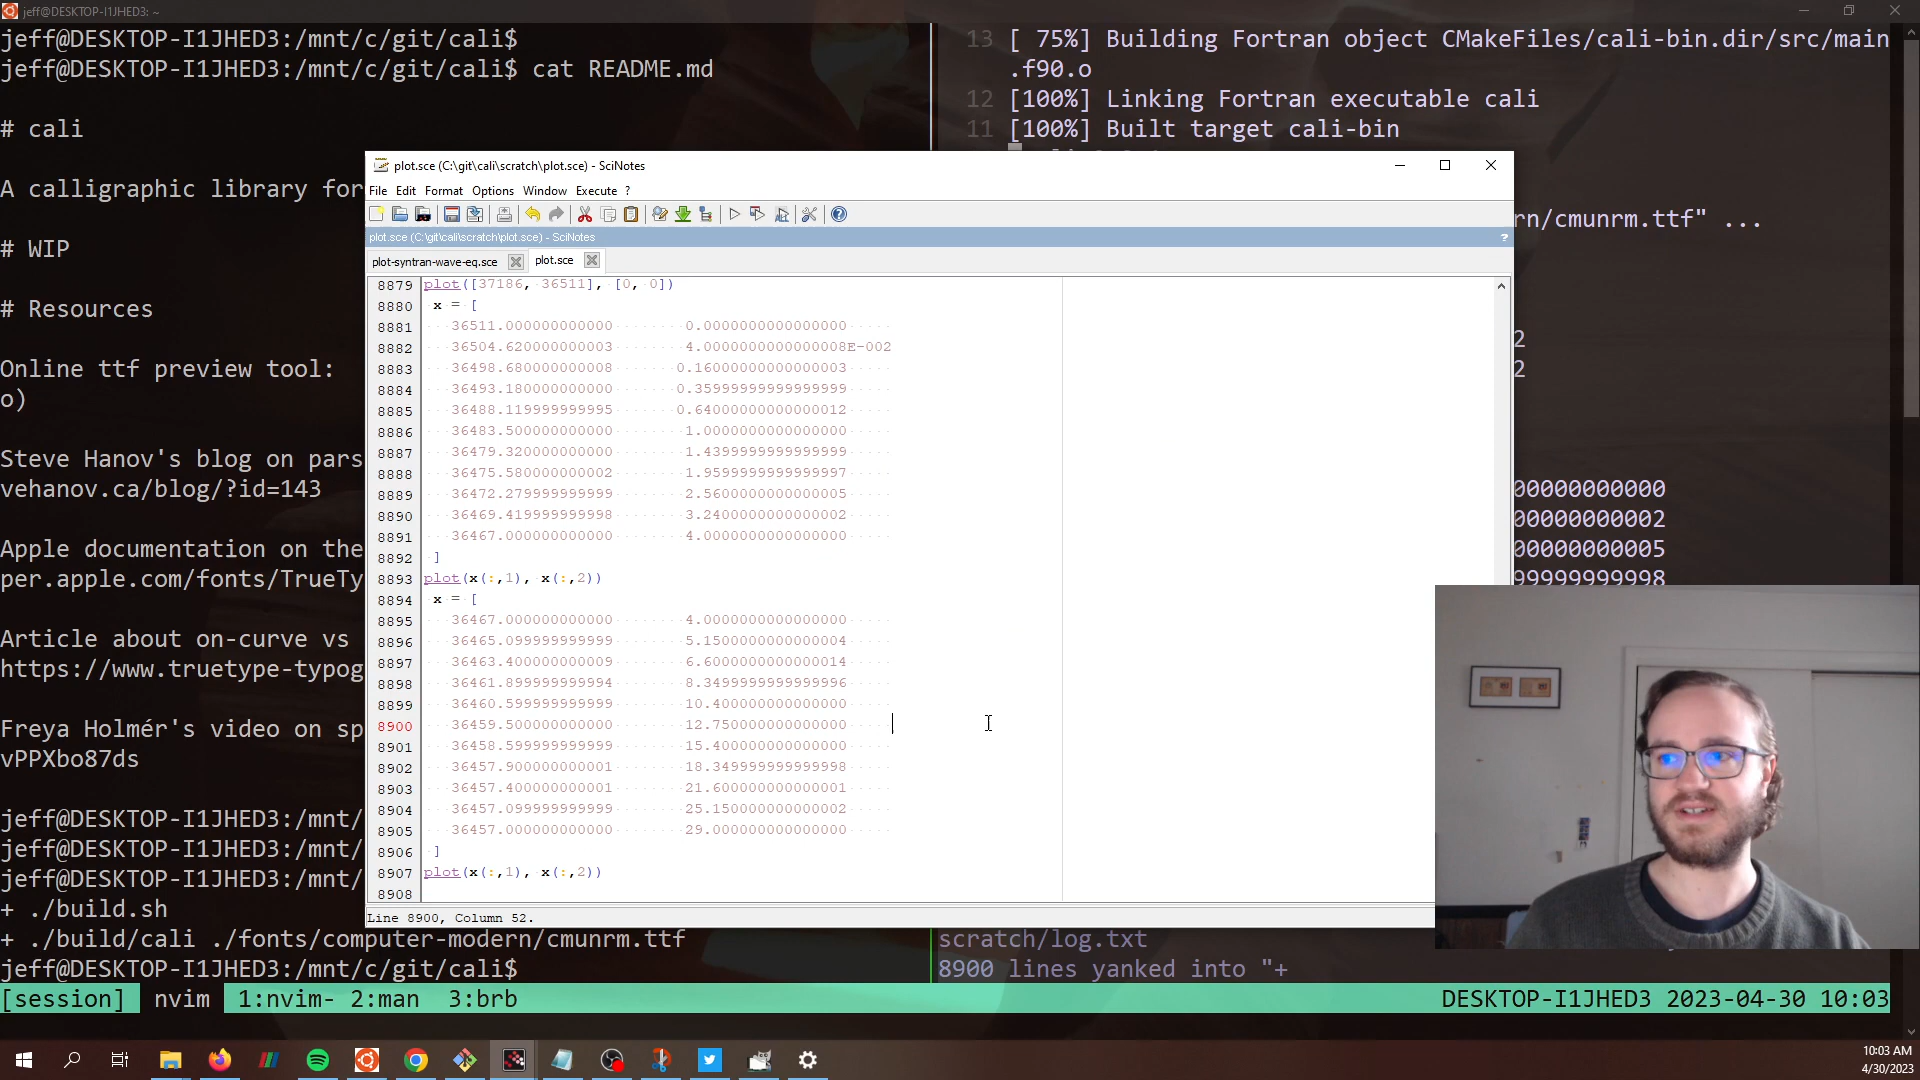 jeff@DESKTOP-I1JHED3: ~
jeff@DESKTOP-I1JHED3:/mnt/c/git/cali$
jeff@DESKTOP-I1JHED3:/mnt/c/git/cali$ cat README.md
# cali
A calligraphic library for
# WIP
# Resources
Online ttf preview tool:
o)
Steve Hanov's blog on pars
vehanov.ca/blog/?id=143
Apple documentation on the
per.apple.com/fonts/TrueTy
Article about on-curve vs
https://www.truetype-typog
Freya Holmér's video on sp
vPPXbo87ds
jeff@DESKTOP-I1JHED3:/mnt/
jeff@DESKTOP-I1JHED3:/mnt/
jeff@DESKTOP-I1JHED3:/mnt/
+ ./build.sh
+ ./build/cali ./fonts/computer-modern/cmunrm.ttf
jeff@DESKTOP-I1JHED3:/mnt/c/git/cali$
13 [ 75%] Building Fortran object CMakeFiles/cali-bin.dir/src/main
.f90.o
12 [100%] Linking Fortran executable cali
11 [100%] Built target cali-bin
rn/cmunrm.ttf" ...
2
2
00000000000
00000000002
00000000005
99999999998
scratch/log.txt
8900 lines yanked into "+
plot.sce (C:\git\cali\scratch\plot.sce) - SciNotes
File Edit Format Options Window Execute ?
plot.sce (C:\git\cali\scratch\plot.sce) - SciNotes ?
plot-syntran-wave-eq.sce plot.sce
8879 plot([37186, 36511], [0, 0])
8880 x = [
8881 36511.000000000000 0.0000000000000000
8882 36504.620000000003 4.0000000000000008E-002
8883 36498.680000000008 0.16000000000000003
8884 36493.180000000000 0.35999999999999999
8885 36488.119999999995 0.64000000000000012
8886 36483.500000000000 1.0000000000000000
8887 36479.320000000000 1.4399999999999999
8888 36475.580000000002 1.9599999999999997
8889 36472.279999999999 2.5600000000000005
8890 36469.419999999998 3.2400000000000002
8891 36467.000000000000 4.0000000000000000
8892 ]
8893 plot(x(:,1), x(:,2))
8894 x = [
8895 36467.000000000000 4.0000000000000000
8896 36465.099999999999 5.1500000000000004
8897 36463.400000000009 6.6000000000000014
8898 36461.899999999994 8.3499999999999996
8899 36460.599999999999 10.400000000000000
8900 36459.500000000000 12.750000000000000
8901 36458.599999999999 15.400000000000000
8902 36457.900000000001 18.349999999999998
8903 36457.400000000001 21.600000000000001
8904 36457.099999999999 25.150000000000002
8905 36457.000000000000 29.000000000000000
8906 ]
8907 plot(x(:,1), x(:,2))
8908
Line 8900, Column 52.
[session] nvim 1:nvim- 2:man 3:brb DESKTOP-I1JHED3 2023-04-30 10:03
10:03 AM
4/30/2023